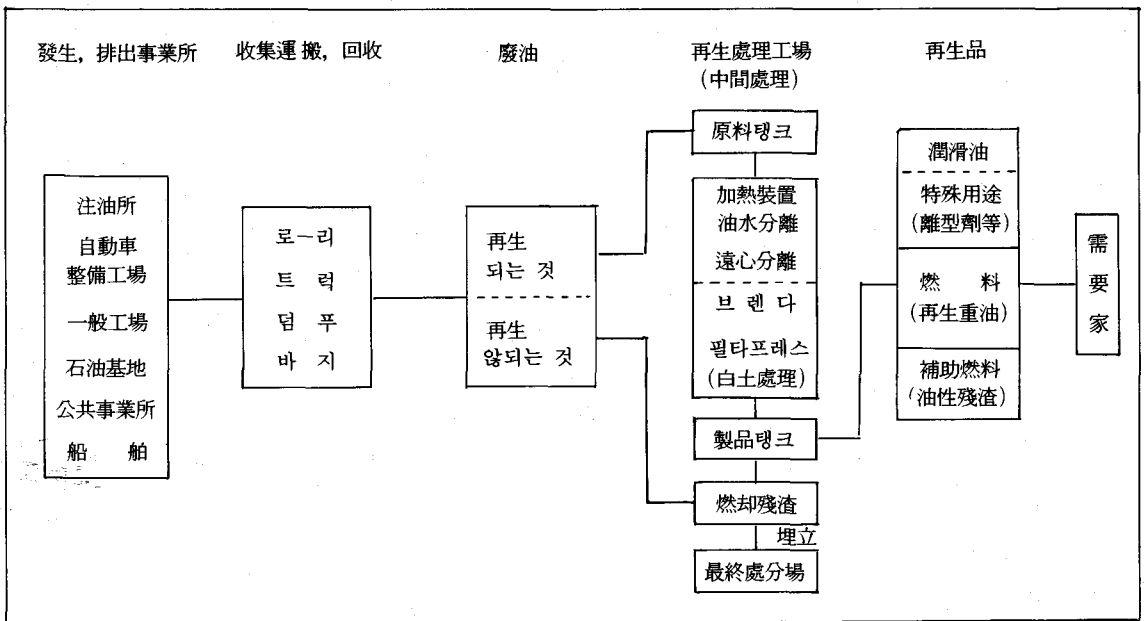 發生, 排出事業所
收集運搬, 回收
廢油
再生處理工場
(中間處理)
再生品
注油所
自動車
整備工場
一般工場
石油基地
公共事業所
船 舶
로ー리
트 럭
덤 푸
바 지
再生
되는 것
再生
않되는 것
原料탱크
加熱裝置
油水分離
遠心分離
브 렌 다
필타프레스
(白土處理)
製品탱크
燃却殘渣
埋立
最終處分場
潤滑油
特殊用途
(離型劑等)
燃 料
(再生重油)
補助燃料
(油性殘渣)
需
要
家